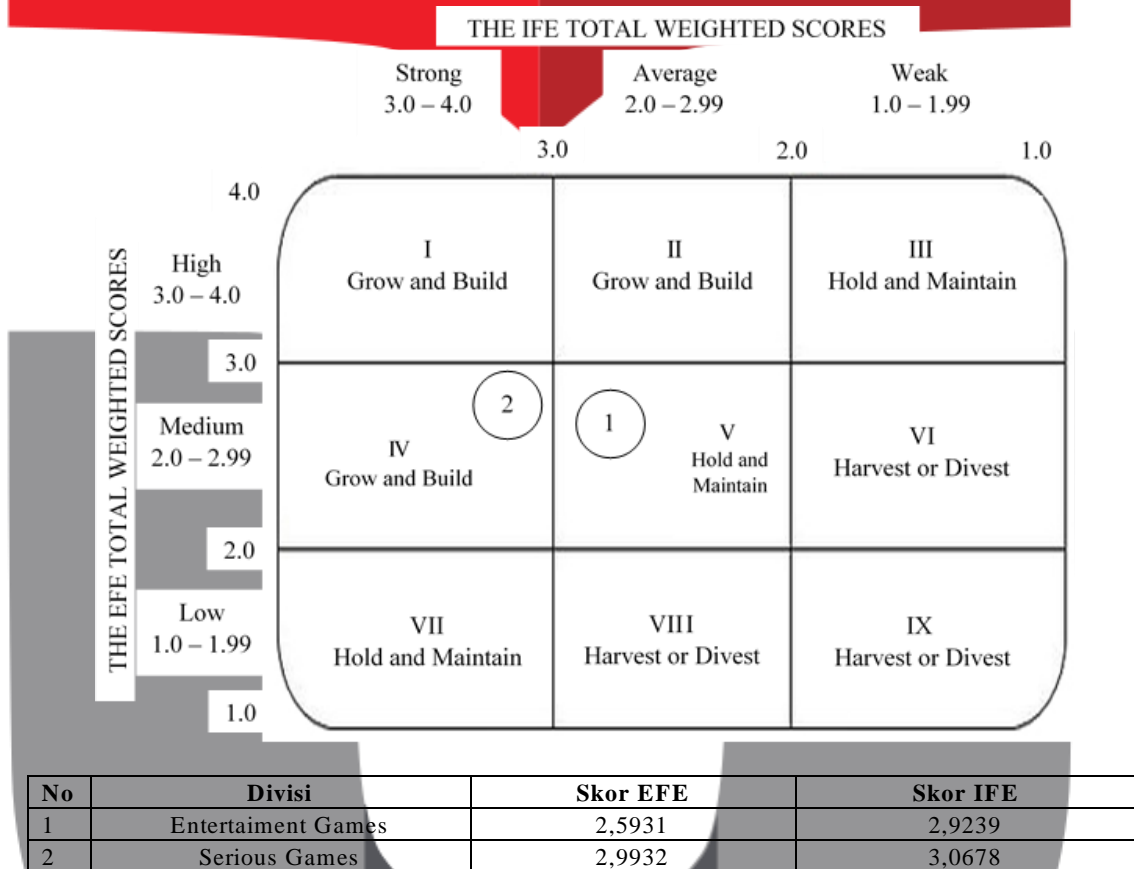 THE IFE TOTAL WEIGHTED SCORES
Strong Average Weak
3.0 – 4.0 2.0 – 2.99 1.0 – 1.99
3.0 2.0 1.0
4.0
THE EFE TOTAL WEIGHTED SCORES
High
3.0 – 4.0
I
Grow and Build
II
Grow and Build
III
Hold and Maintain
3.0
Medium
2.0 – 2.99
2
IV
Grow and Build
1
V
Hold and
Maintain
VI
Harvest or Divest
2.0
Low
1.0 – 1.99
VII
Hold and Maintain
VIII
Harvest or Divest
IX
Harvest or Divest
1.0
No Divisi Skor EFE Skor IFE
1 Entertaiment Games 2,5931 2,9239
2 Serious Games 2,9932 3,0678